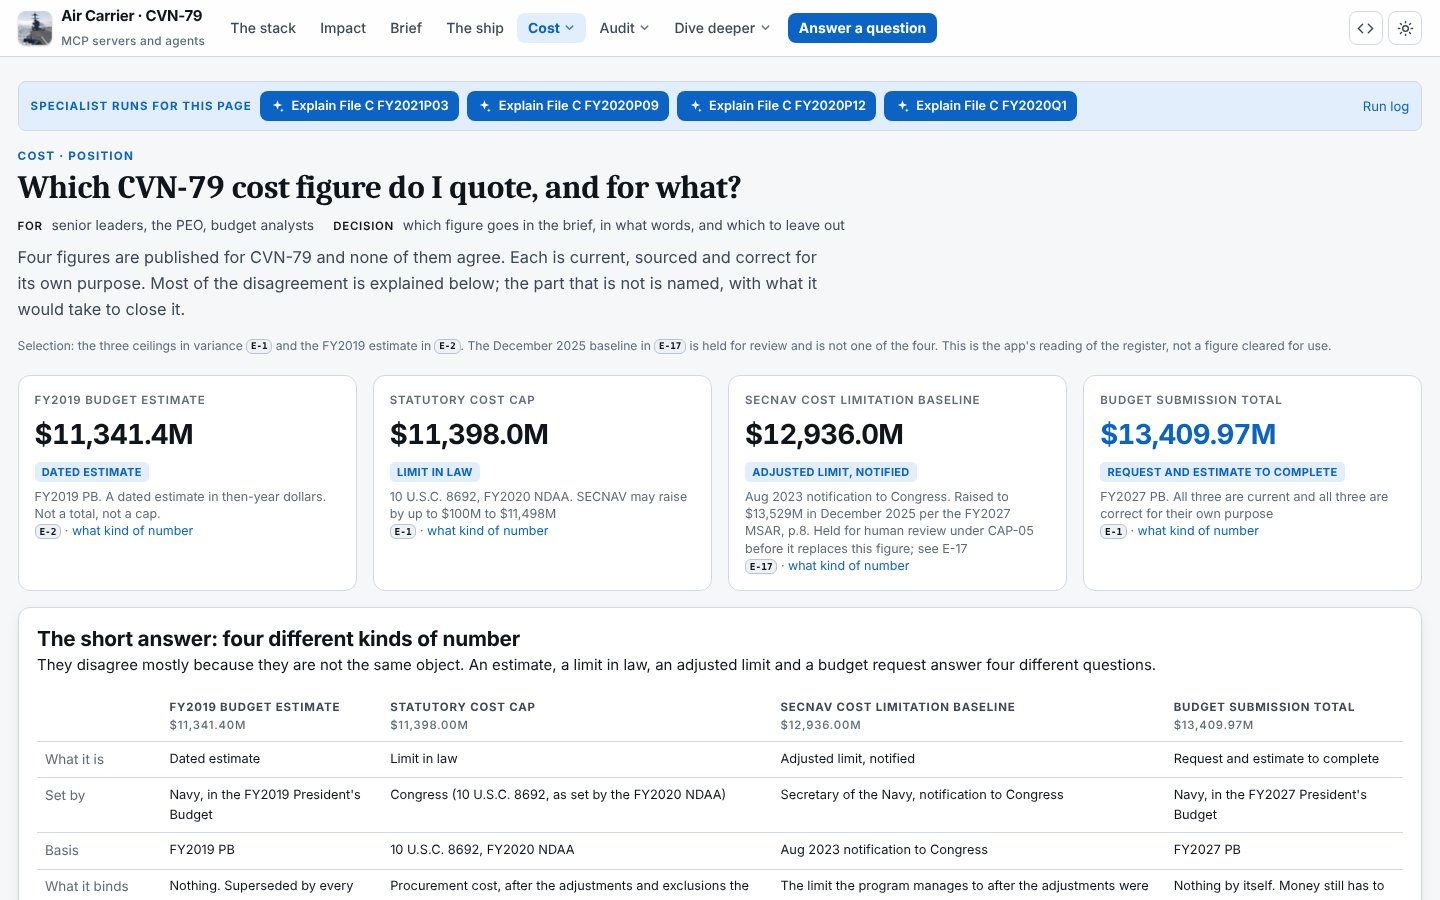 Air Carrier · CVN-79
MCP servers and agents
The stack
Impact
Brief
The ship
Cost
Audit
Dive deeper
Answer a question
SPECIALIST RUNS FOR THIS PAGE
Explain File C FY2021P03
Explain File C FY2020P09
Explain File C FY2020P12
Explain File C FY2020Q1
Run log
COST · POSITION
Which CVN-79 cost figure do I quote, and for what?
FOR senior leaders, the PEO, budget analysts DECISION which figure goes in the brief, in what words, and which to leave out
Four figures are published for CVN-79 and none of them agree. Each is current, sourced and correct for
its own purpose. Most of the disagreement is explained below; the part that is not is named, with what it
would take to close it.
Selection: the three ceilings in variance E-1 and the FY2019 estimate in E-2. The December 2025 baseline in E-17 is held for review and is not one of the four. This is the app's reading of the register, not a figure cleared for use.
FY2019 BUDGET ESTIMATE
$11,341.4M
DATED ESTIMATE
FY2019 PB. A dated estimate in then-year dollars.
Not a total, not a cap.
E-2 · what kind of number
STATUTORY COST CAP
$11,398.0M
LIMIT IN LAW
10 U.S.C. 8692, FY2020 NDAA. SECNAV may raise
by up to $100M to $11,498M
E-1 · what kind of number
SECNAV COST LIMITATION BASELINE
$12,936.0M
ADJUSTED LIMIT, NOTIFIED
Aug 2023 notification to Congress. Raised to
$13,529M in December 2025 per the FY2027
MSAR, p.8. Held for human review under CAP-05
before it replaces this figure; see E-17
E-17 · what kind of number
BUDGET SUBMISSION TOTAL
$13,409.97M
REQUEST AND ESTIMATE TO COMPLETE
FY2027 PB. All three are current and all three are
correct for their own purpose
E-1 · what kind of number
The short answer: four different kinds of number
They disagree mostly because they are not the same object. An estimate, a limit in law, an adjusted limit and a budget request answer four different questions.
FY2019 BUDGET ESTIMATE
$11,341.40M
STATUTORY COST CAP
$11,398.00M
SECNAV COST LIMITATION BASELINE
$12,936.00M
BUDGET SUBMISSION TOTAL
$13,409.97M
What it is
Dated estimate
Limit in law
Adjusted limit, notified
Request and estimate to complete
Set by
Navy, in the FY2019 President's
Budget
Congress (10 U.S.C. 8692, as set by the FY2020 NDAA)
Secretary of the Navy, notification to Congress
Navy, in the FY2027 President's
Budget
Basis
FY2019 PB
10 U.S.C. 8692, FY2020 NDAA
Aug 2023 notification to Congress
FY2027 PB
What it binds
Nothing. Superseded by every
Procurement cost, after the adjustments and exclusions the
The limit the program manages to after the adjustments were
Nothing by itself. Money still has to